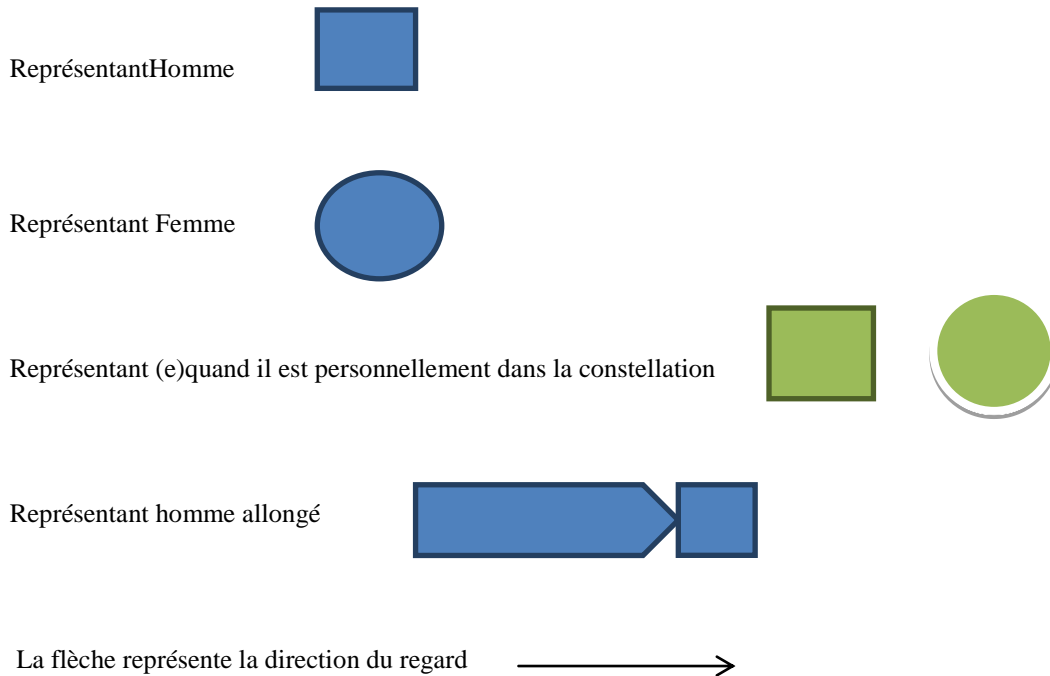 ReprésentantHomme
Représentant Femme
Représentant (e)quand il est personnellement dans la constellation
Représentant homme allongé
La flèche représente la direction du regard